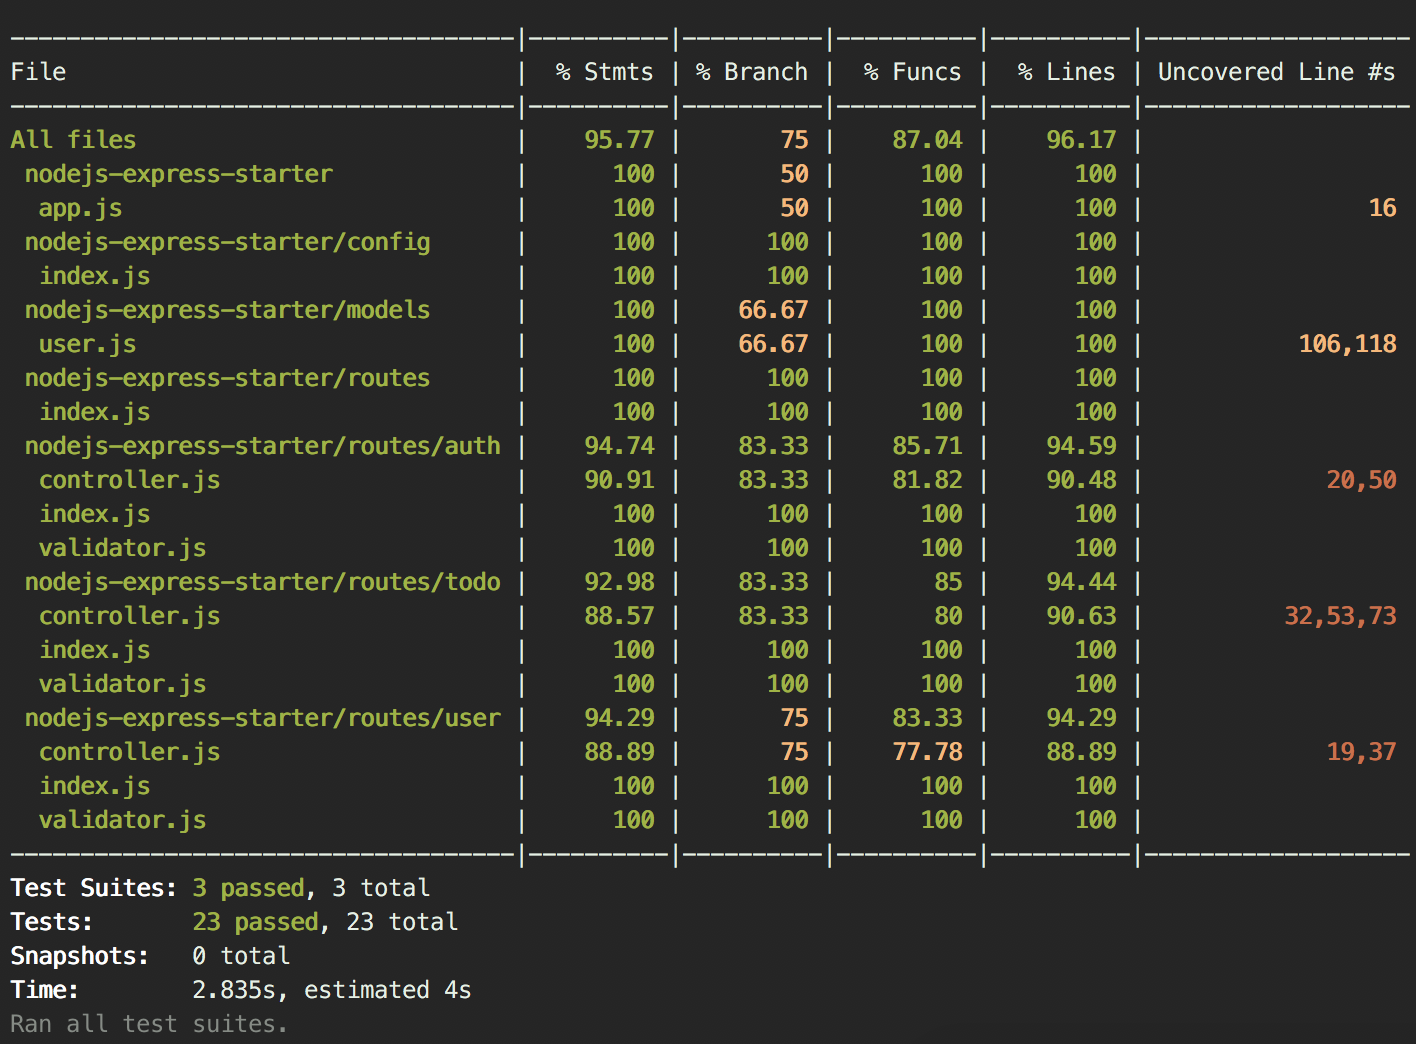 ----------------------------------|----------|----------|----------|----------|-------------------
File                              |  % Stmts | % Branch |  % Funcs |  % Lines | Uncovered Line #s
----------------------------------|----------|----------|----------|----------|-------------------
All files                         |    95.77 |       75 |    87.04 |    96.17 |
 nodejs-express-starter           |      100 |       50 |      100 |      100 |
  app.js                          |      100 |       50 |      100 |      100 |                16
 nodejs-express-starter/config    |      100 |      100 |      100 |      100 |
  index.js                        |      100 |      100 |      100 |      100 |
 nodejs-express-starter/models    |      100 |    66.67 |      100 |      100 |
  user.js                         |      100 |    66.67 |      100 |      100 |           106,118
 nodejs-express-starter/routes    |      100 |      100 |      100 |      100 |
  index.js                        |      100 |      100 |      100 |      100 |
 nodejs-express-starter/routes/auth |    94.74 |    83.33 |    85.71 |    94.59 |
  controller.js                   |    90.91 |    83.33 |    81.82 |    90.48 |             20,50
  index.js                        |      100 |      100 |      100 |      100 |
  validator.js                    |      100 |      100 |      100 |      100 |
 nodejs-express-starter/routes/todo |    92.98 |    83.33 |       85 |    94.44 |
  controller.js                   |    88.57 |    83.33 |       80 |    90.63 |          32,53,73
  index.js                        |      100 |      100 |      100 |      100 |
  validator.js                    |      100 |      100 |      100 |      100 |
 nodejs-express-starter/routes/user |    94.29 |       75 |    83.33 |    94.29 |
  controller.js                   |    88.89 |       75 |    77.78 |    88.89 |             19,37
  index.js                        |      100 |      100 |      100 |      100 |
  validator.js                    |      100 |      100 |      100 |      100 |
----------------------------------|----------|----------|----------|----------|-------------------
Test Suites: 3 passed, 3 total
Tests:       23 passed, 23 total
Snapshots:   0 total
Time:        2.835s, estimated 4s
Ran all test suites.